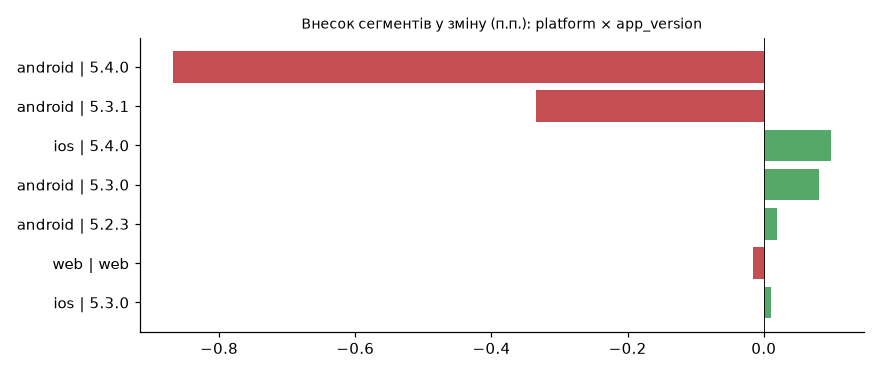 Внесок сегментів у зміну (п.п.): platform × app_version
android | 5.4.0
android | 5.3.1
ios | 5.4.0
android | 5.3.0
android | 5.2.3
web | web
ios | 5.3.0
−0.8 −0.6 −0.4 −0.2 0.0